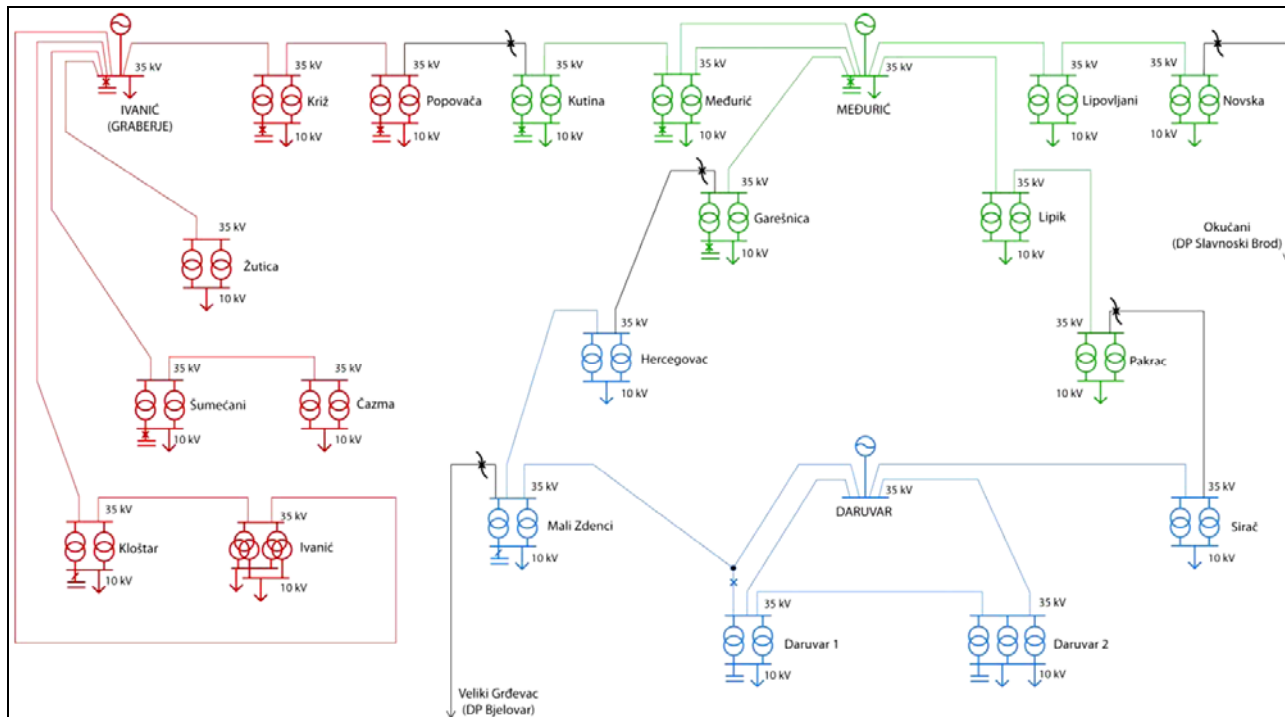 35 kV
IVANIĆ
(GRABERJE)
35 kV
Križ
10 kV
35 kV
Popovača
10 kV
35 kV
Kutina
10 kV
35 kV
Međurić
10 kV
35 kV
MEĐURIĆ
35 kV
Lipovljani
10 kV
35 kV
Novska
10 kV
35 kV
Žutica
10 kV
35 kV
Garešnica
10 kV
35 kV
Lipik
10 kV
Okučani
(DP Slavnoski Brod)
35 kV
Hercegovac
10 kV
35 kV
Pakrac
10 kV
35 kV
Šumećani
10 kV
35 kV
Čazma
10 kV
35 kV
Kloštar
10 kV
35 kV
Ivanić
10 kV
35 kV
Mali Zdenci
10 kV
35 kV
DARUVAR
35 kV
Sirač
10 kV
35 kV
Daruvar 1
10 kV
35 kV
Daruvar 2
10 kV
Veliki Grđevac
(DP Bjelovar)